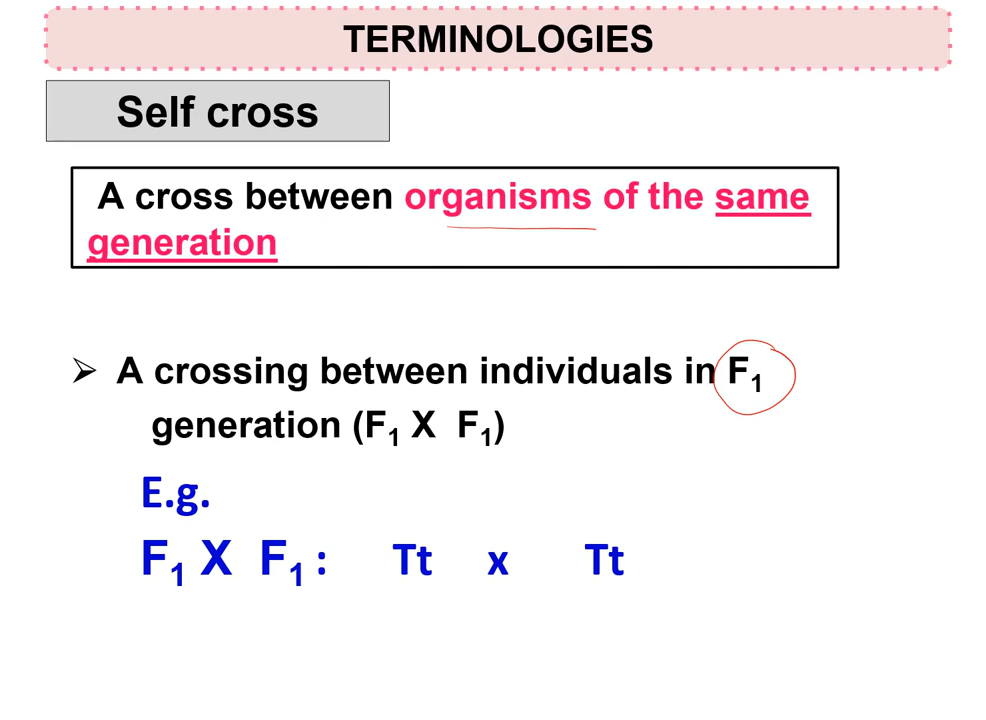 TERMINOLOGIES
Self cross
A cross between organisms of the same
generation
➢ A crossing between individuals in F₁
generation (F₁ X F₁)
E.g.
F₁ X F₁ : Tt x Tt